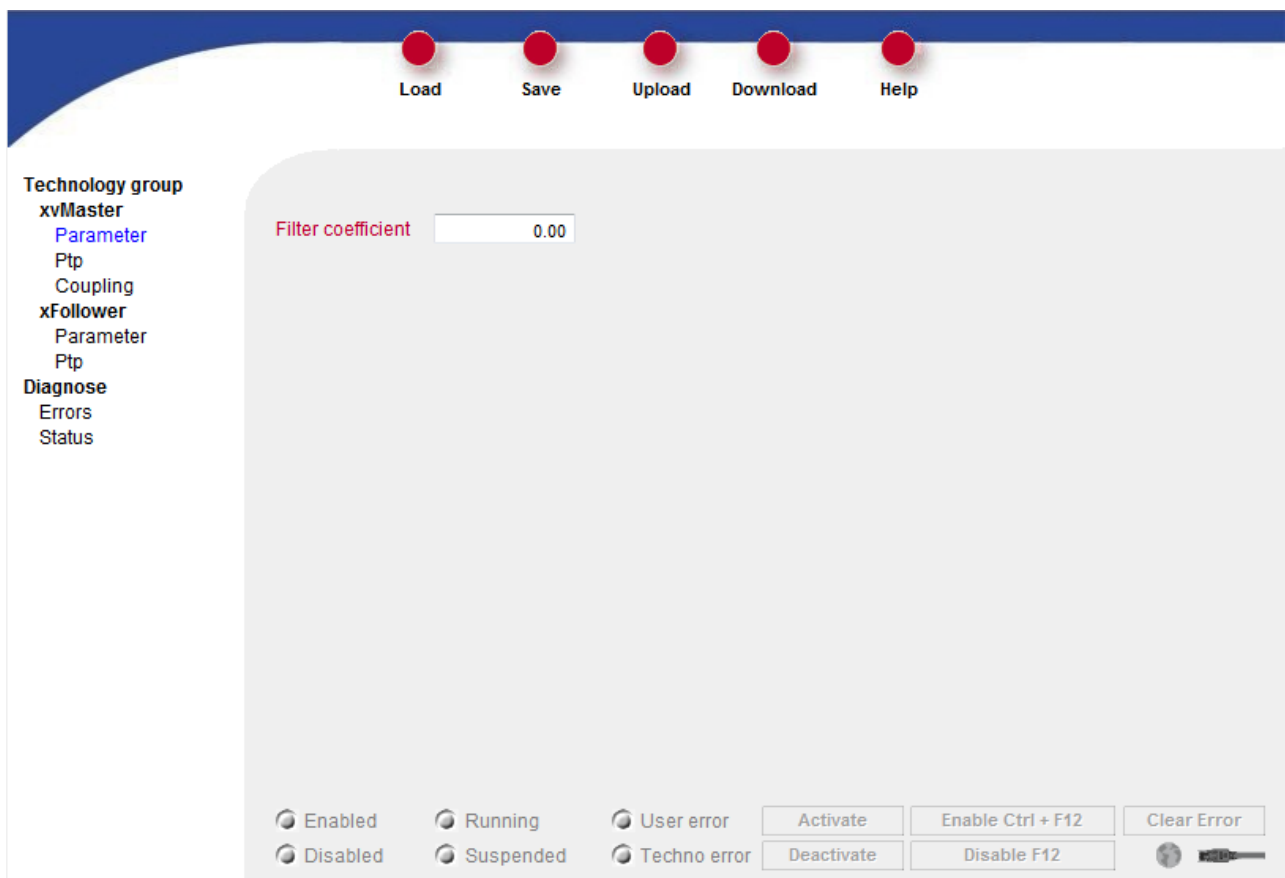 Load Save Upload Download Help
Technology group
xvMaster
Parameter
Ptp
Coupling
xFollower
Parameter
Ptp
Diagnose
Errors
Status
Filter coefficient 0.00
Enabled Running User error Activate Enable Ctrl + F12 Clear Error
Disabled Suspended Techno error Deactivate Disable F12